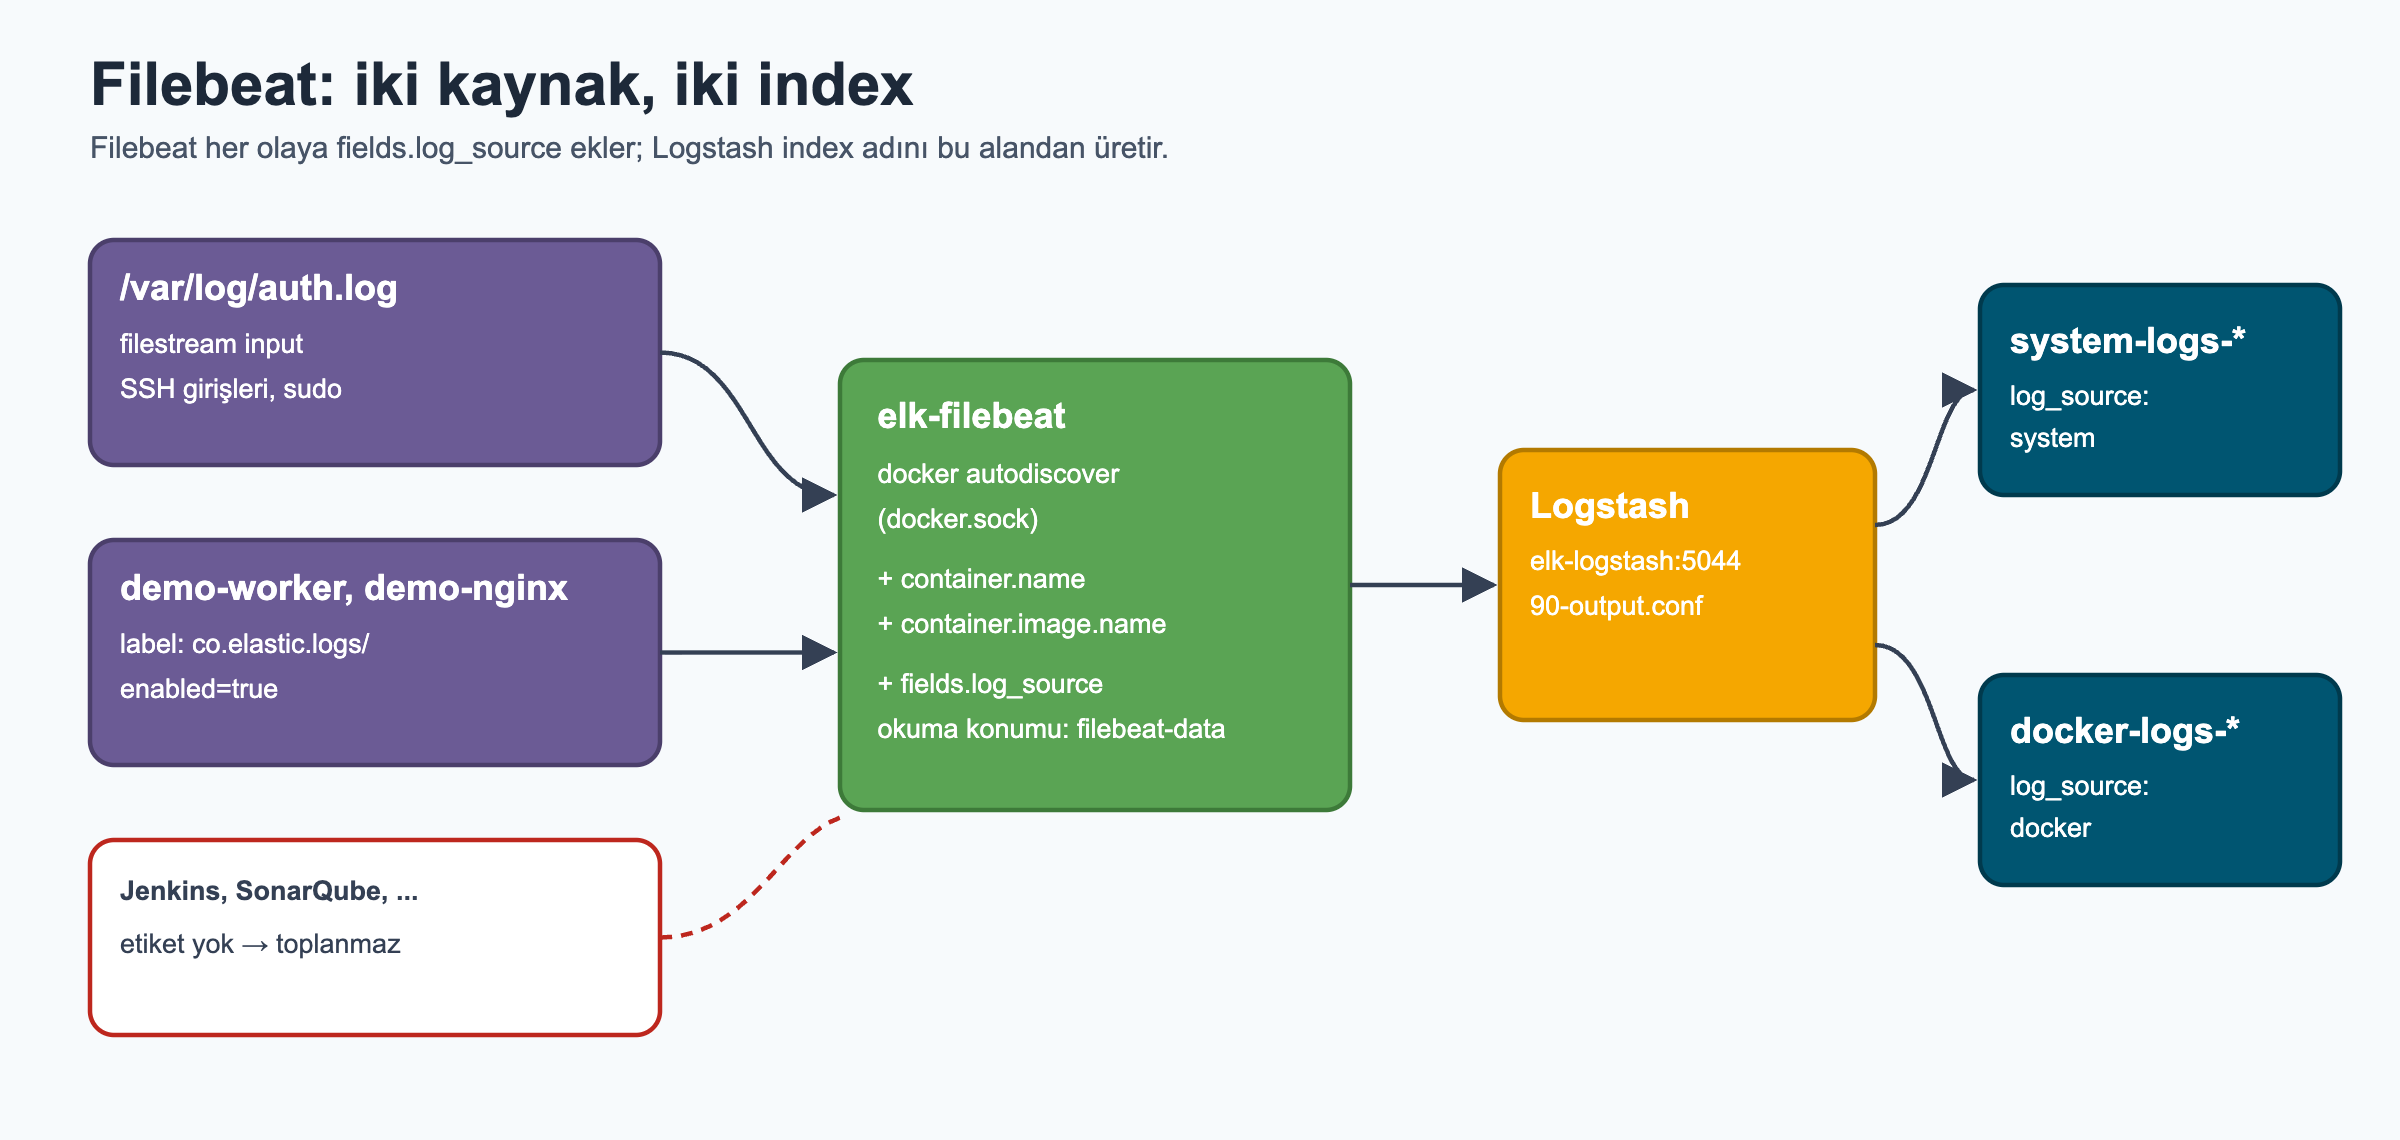 Filebeat: iki kaynak, iki index
Filebeat her olaya fields.log_source ekler; Logstash index adını bu alandan üretir.
/var/log/auth.log
filestream input
SSH girişleri, sudo
demo-worker, demo-nginx
label: co.elastic.logs/
enabled=true
Jenkins, SonarQube, ...
etiket yok → toplanmaz
elk-filebeat
docker autodiscover
(docker.sock)
+ container.name
+ container.image.name
+ fields.log_source
okuma konumu: filebeat-data
Logstash
elk-logstash:5044
90-output.conf
system-logs-*
log_source:
system
docker-logs-*
log_source:
docker